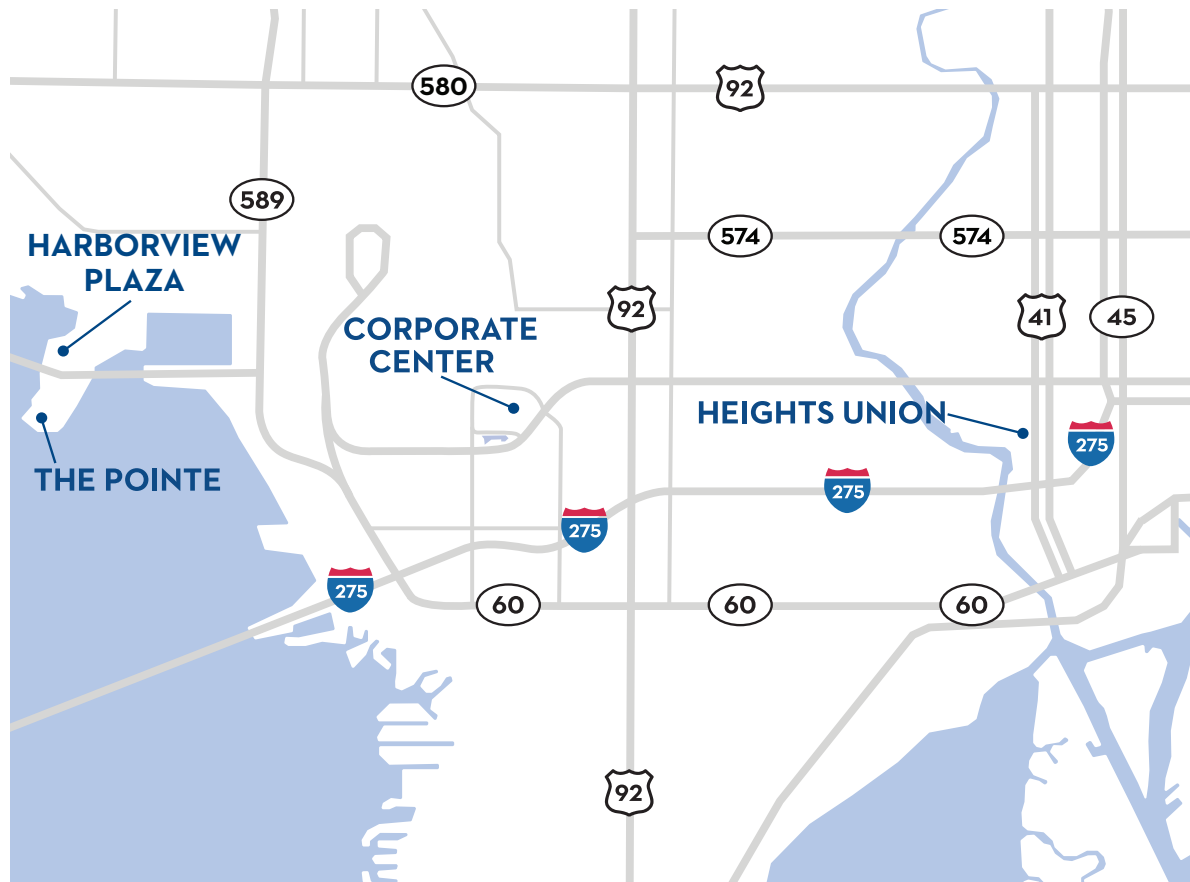 580
92
589
574
574
HARBORVIEW
PLAZA
92
41
45
CORPORATE
CENTER
HEIGHTS UNION
275
THE POINTE
275
275
275
60
60
60
92